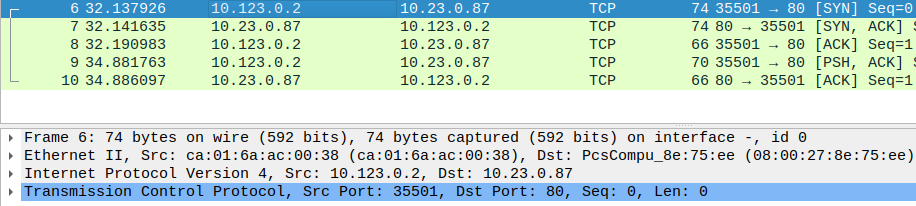 6 32.137926 10.123.0.2 10.23.0.87 TCP 74 35501 → 80 [SYN] Seq=0
7 32.141635 10.23.0.87 10.123.0.2 TCP 74 80 → 35501 [SYN, ACK] S
8 32.190983 10.123.0.2 10.23.0.87 TCP 66 35501 → 80 [ACK] Seq=1
9 34.881763 10.123.0.2 10.23.0.87 TCP 70 35501 → 80 [PSH, ACK] S
10 34.886097 10.23.0.87 10.123.0.2 TCP 66 80 → 35501 [ACK] Seq=1
Frame 6: 74 bytes on wire (592 bits), 74 bytes captured (592 bits) on interface -, id 0
Ethernet II, Src: ca:01:6a:ac:00:38 (ca:01:6a:ac:00:38), Dst: PcsCompu_8e:75:ee (08:00:27:8e:75:ee)
Internet Protocol Version 4, Src: 10.123.0.2, Dst: 10.23.0.87
Transmission Control Protocol, Src Port: 35501, Dst Port: 80, Seq: 0, Len: 0